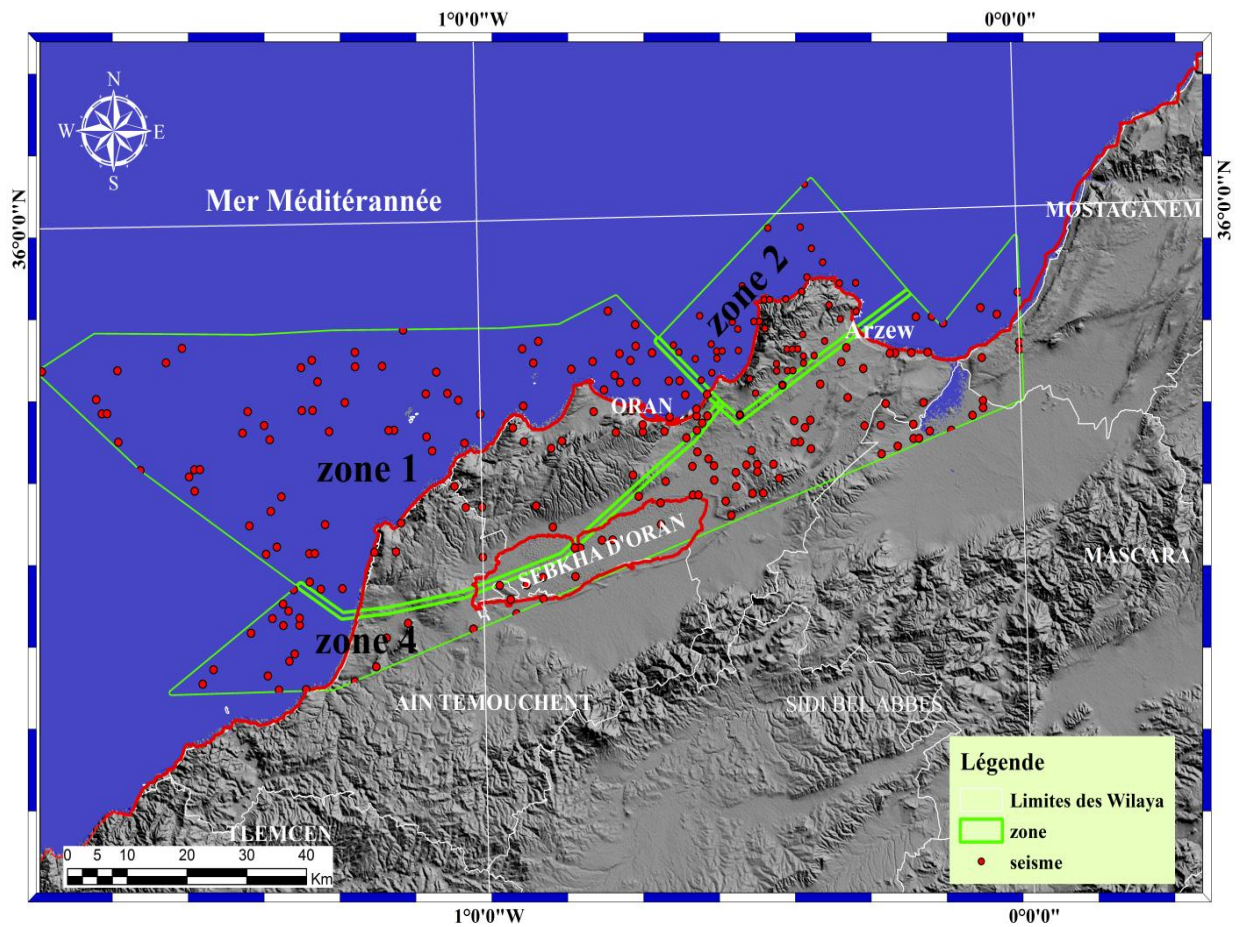 1°0'0"W
0°0'0"
N
W
E
S
36°0'0"N
36°0'0"N
Mer Méditérannée
MOSTAGANEM
zone 2
Arzew
ORAN
zone 1
SEBKHA D'ORAN
MASCARA
zone 4
AIN TEMOUCHENT
SIDI BEL ABBES
TLEMCEN
Légende
Limites des Wilaya
zone
seisme
0 5 10 20 30 40
Km
1°0'0"W
0°0'0"